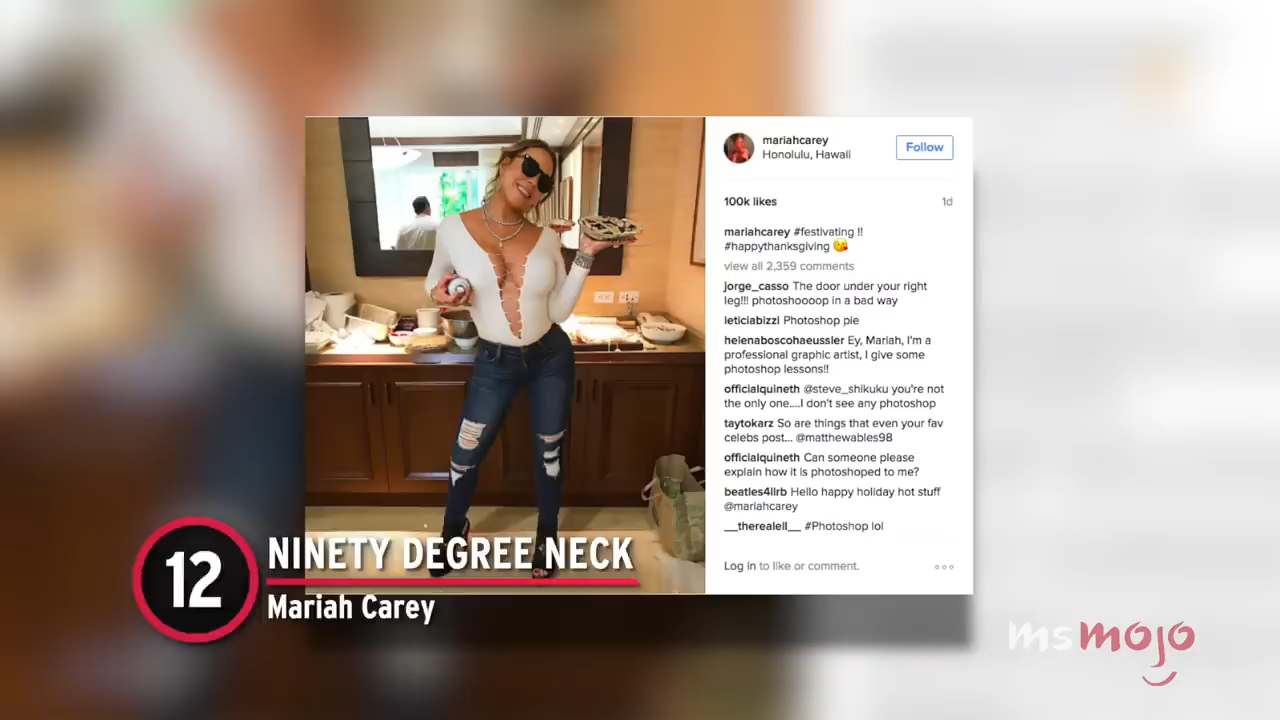 mariahcarey
Honolulu, Hawaii
Follow
100k likes
1d
mariahcarey #festivating !!
#happythanksgiving 😘
view all 2,359 comments
jorge_casso The door under your right
leg!!! photoshoooop in a bad way
leticiabizzi Photoshop pie
helenaboscohaeussler Ey, Mariah, I'm a
professional graphic artist, I give some
photoshop lessons!!
officialquineth @steve_shikuku you're not
the only one....I don't see any photoshop
taytokarz So are things that even your fav
celebs post... @matthewables98
officialquineth Can someone please
explain how it is photoshoped to me?
beatles4llrb Hello happy holiday hot stuff
@mariahcarey
__therealell__ #Photoshop lol
Log in to like or comment.
12
NINETY DEGREE NECK
Mariah Carey
msmojo